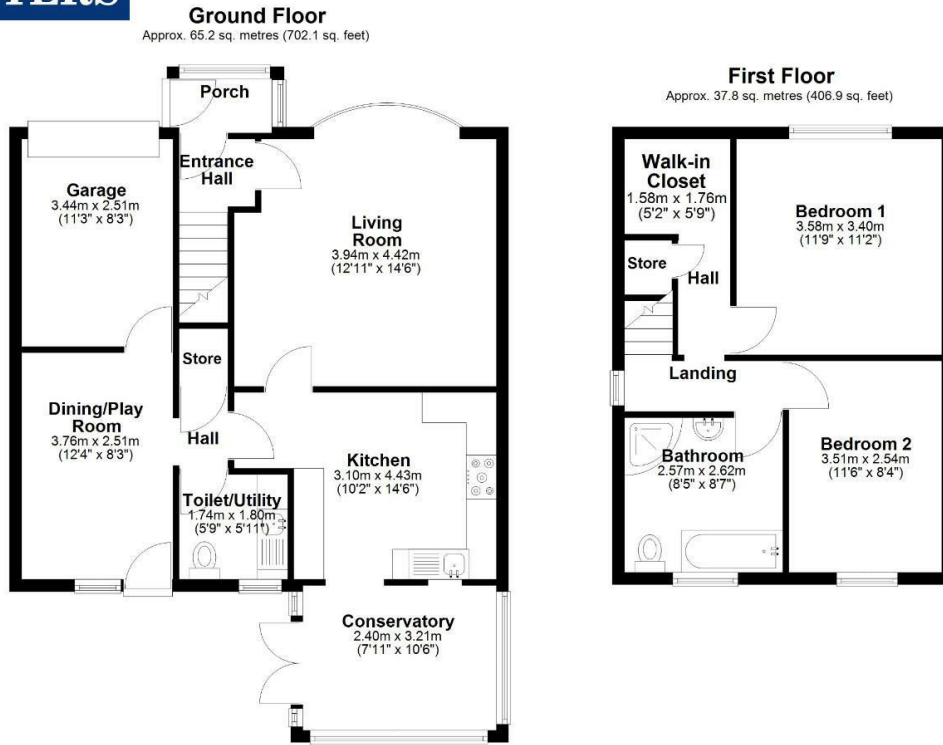 Ground Floor
Approx. 65.2 sq. metres (702.1 sq. feet)
Porch
Entrance
Hall
Garage
3.44m x 2.51m
(11'3" x 8'3")
Living
Room
3.94m x 4.42m
(12'11" x 14'6")
Store
Dining/Play
Room
3.76m x 2.51m
(12'4" x 8'3")
Hall
Kitchen
3.10m x 4.43m
(10'2" x 14'6")
Toilet/Utility
1.74m x 1.80m
(5'9" x 5'11")
Conservatory
2.40m x 3.21m
(7'11" x 10'6")
First Floor
Approx. 37.8 sq. metres (406.9 sq. feet)
Walk-in
Closet
1.58m x 1.76m
(5'2" x 5'9")
Bedroom 1
3.58m x 3.40m
(11'9" x 11'2")
Store
Hall
Landing
Bathroom
2.57m x 2.62m
(8'5" x 8'7")
Bedroom 2
3.51m x 2.54m
(11'6" x 8'4")